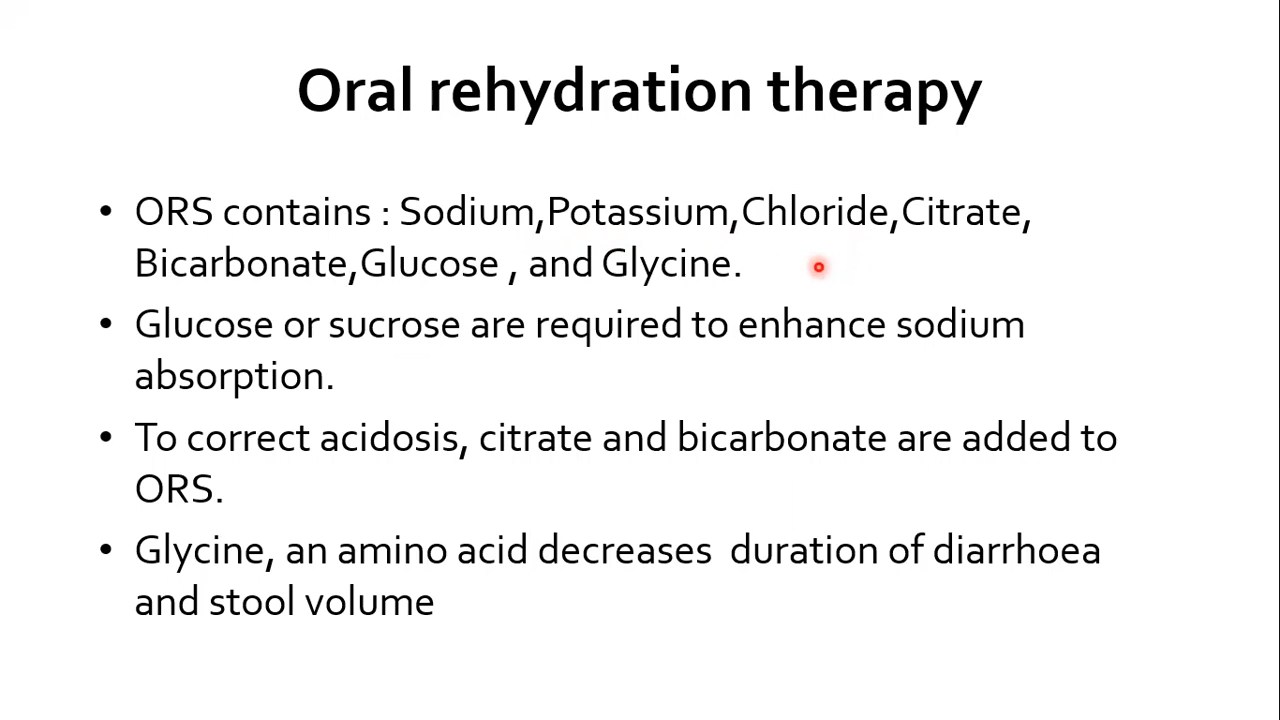 Oral rehydration therapy
• ORS contains : Sodium,Potassium,Chloride,Citrate,
Bicarbonate,Glucose , and Glycine.
• Glucose or sucrose are required to enhance sodium
absorption.
• To correct acidosis, citrate and bicarbonate are added to
ORS.
• Glycine, an amino acid decreases  duration of diarrhoea
and stool volume